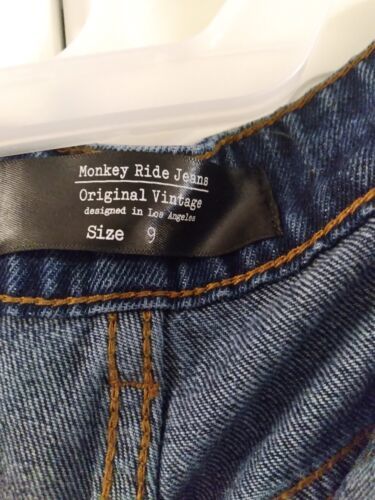 Monkey Ride Jeans
Original Vintage
designed in Los Angeles
Size 9